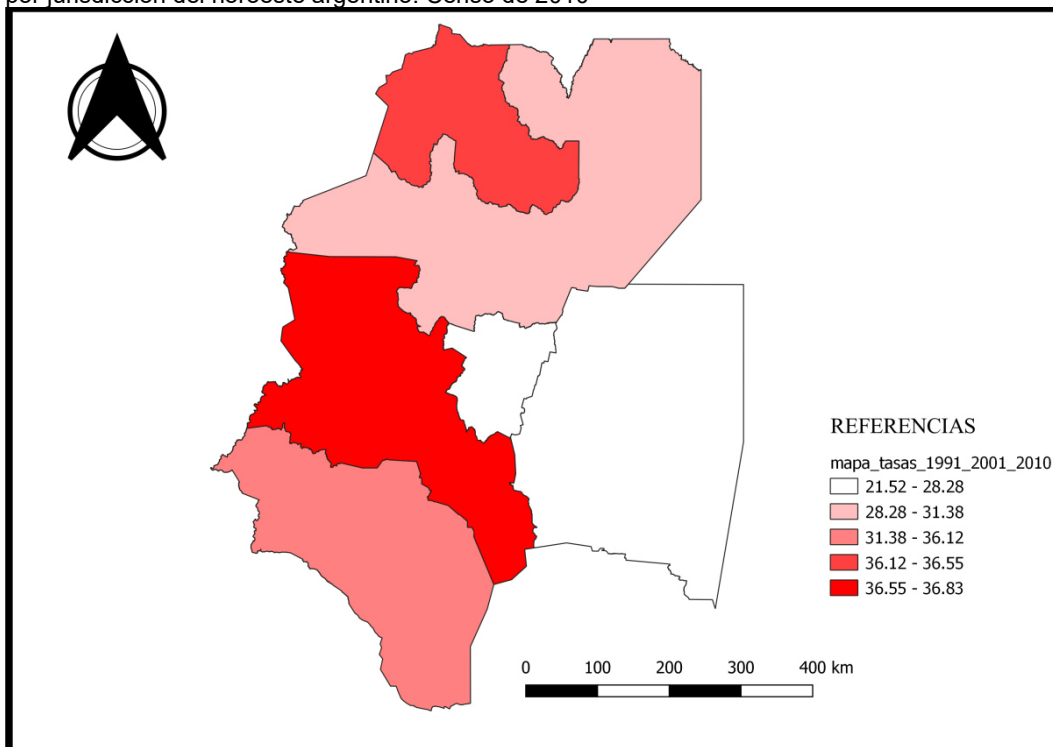 por jurisdicción del noroeste argentino. Censo de 2010
REFERENCIAS
mapa_tasas_1991_2001_2010
21.52 - 28.28
28.28 - 31.38
31.38 - 36.12
36.12 - 36.55
36.55 - 36.83
0 100 200 300 400 km